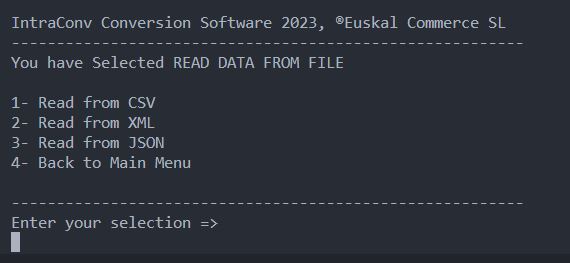 IntraConv Conversion Software 2023, ®Euskal Commerce SL
---------------------------------------------------------
You have Selected READ DATA FROM FILE
1- Read from CSV
2- Read from XML
3- Read from JSON
4- Back to Main Menu
---------------------------------------------------------
Enter your selection =>